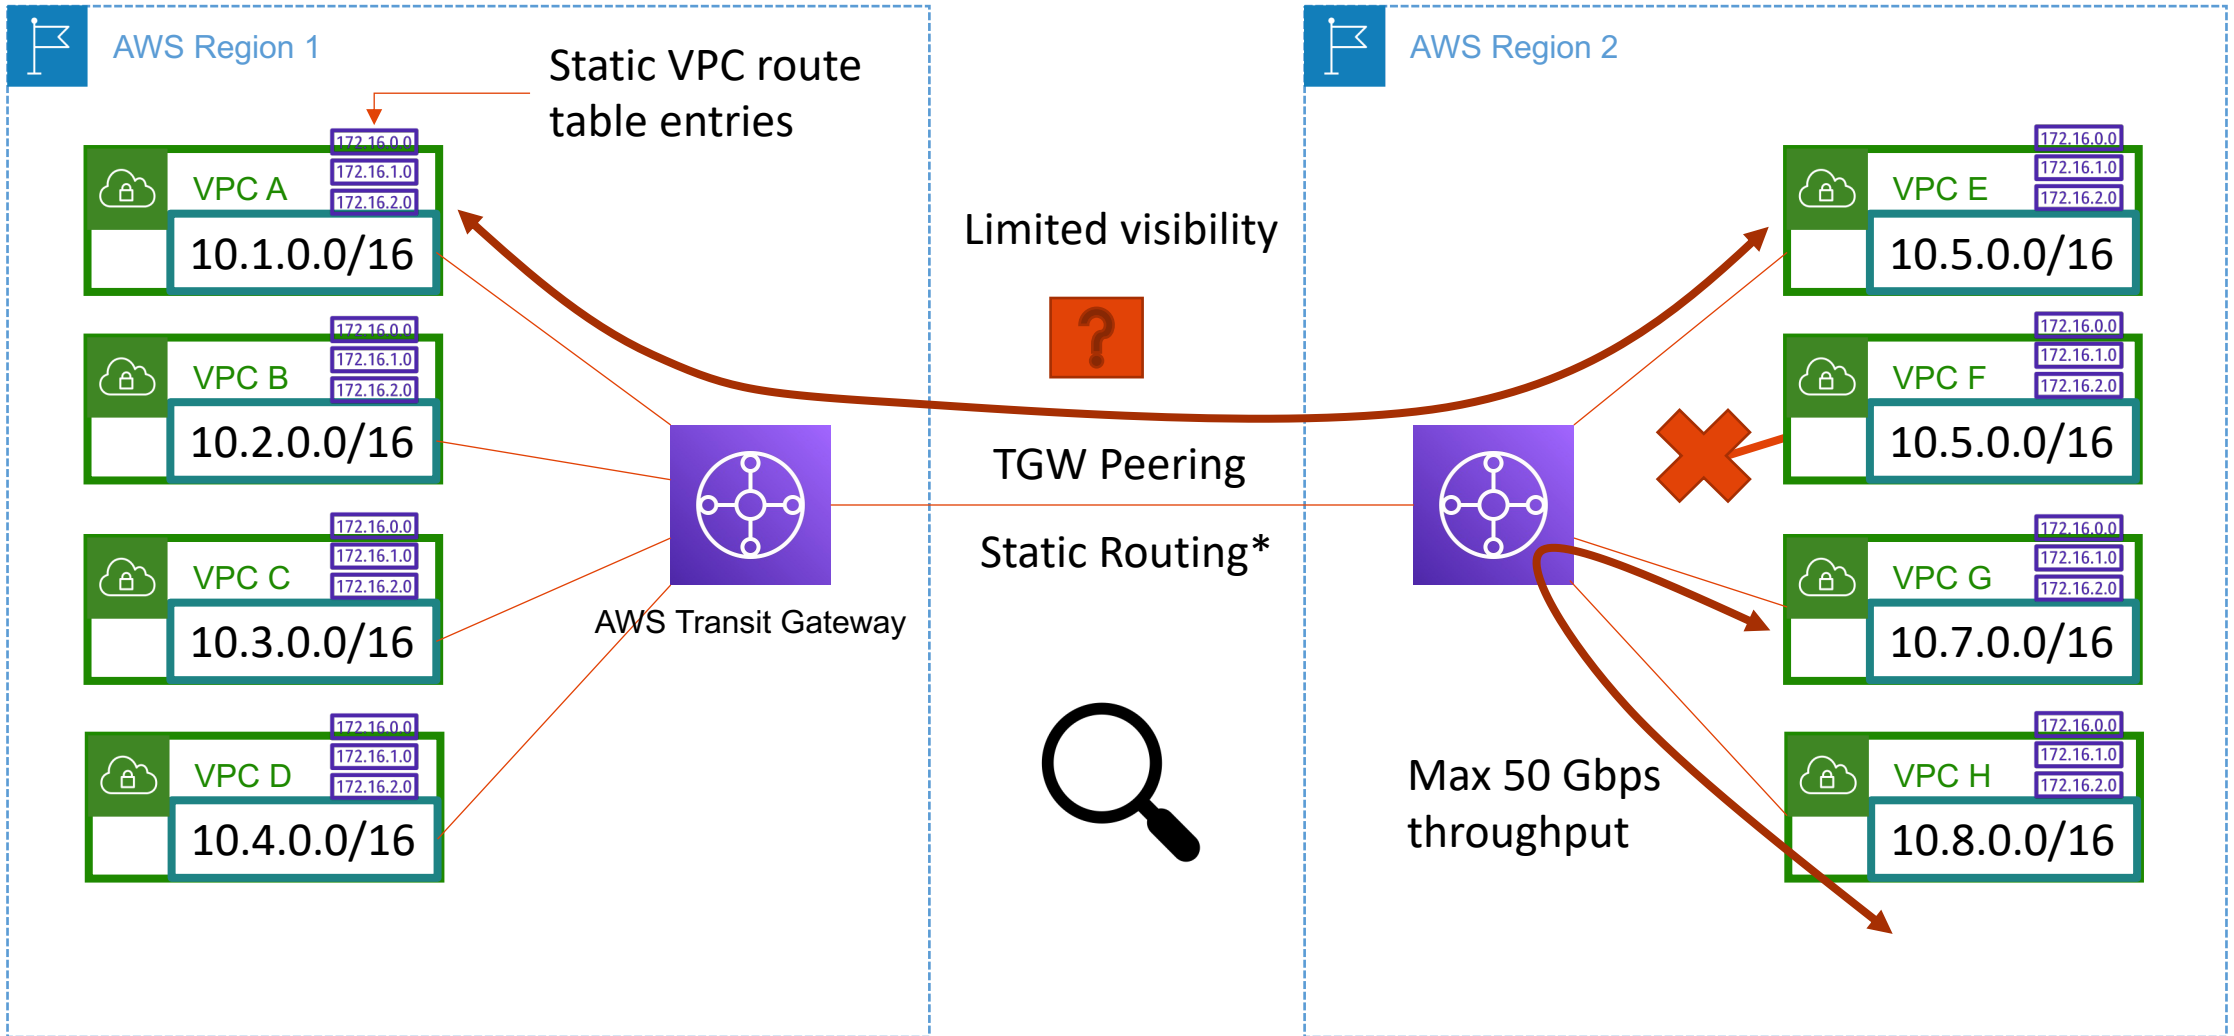 AWS Region 1
Static VPC route
table entries
172.16.0.0
172.16.1.0
172.16.2.0
VPC A
10.1.0.0/16
172.16.0.0
172.16.1.0
172.16.2.0
VPC B
10.2.0.0/16
172.16.0.0
172.16.1.0
172.16.2.0
VPC C
10.3.0.0/16
172.16.0.0
172.16.1.0
172.16.2.0
VPC D
10.4.0.0/16
AWS Transit Gateway
Limited visibility
?
TGW Peering
Static Routing*
AWS Region 2
172.16.0.0
172.16.1.0
172.16.2.0
VPC E
10.5.0.0/16
172.16.0.0
172.16.1.0
172.16.2.0
VPC F
10.5.0.0/16
172.16.0.0
172.16.1.0
172.16.2.0
VPC G
10.7.0.0/16
172.16.0.0
172.16.1.0
172.16.2.0
VPC H
10.8.0.0/16
Max 50 Gbps
throughput